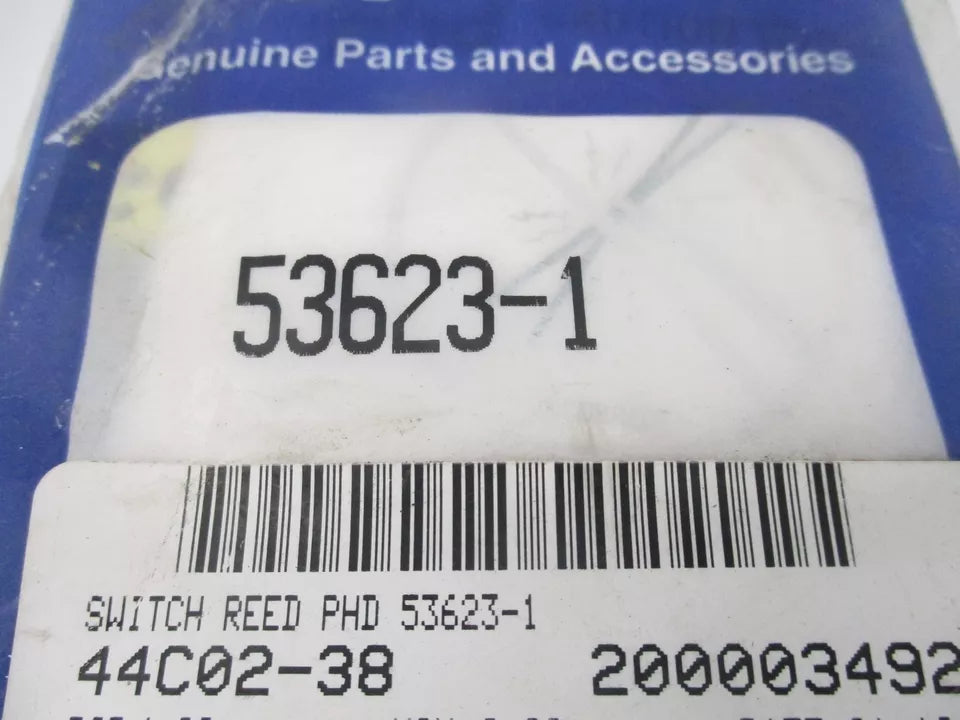 Genuine Parts and Accessories
53623-1
SWITCH REED PHD 53623-1
44C02-38 200003492